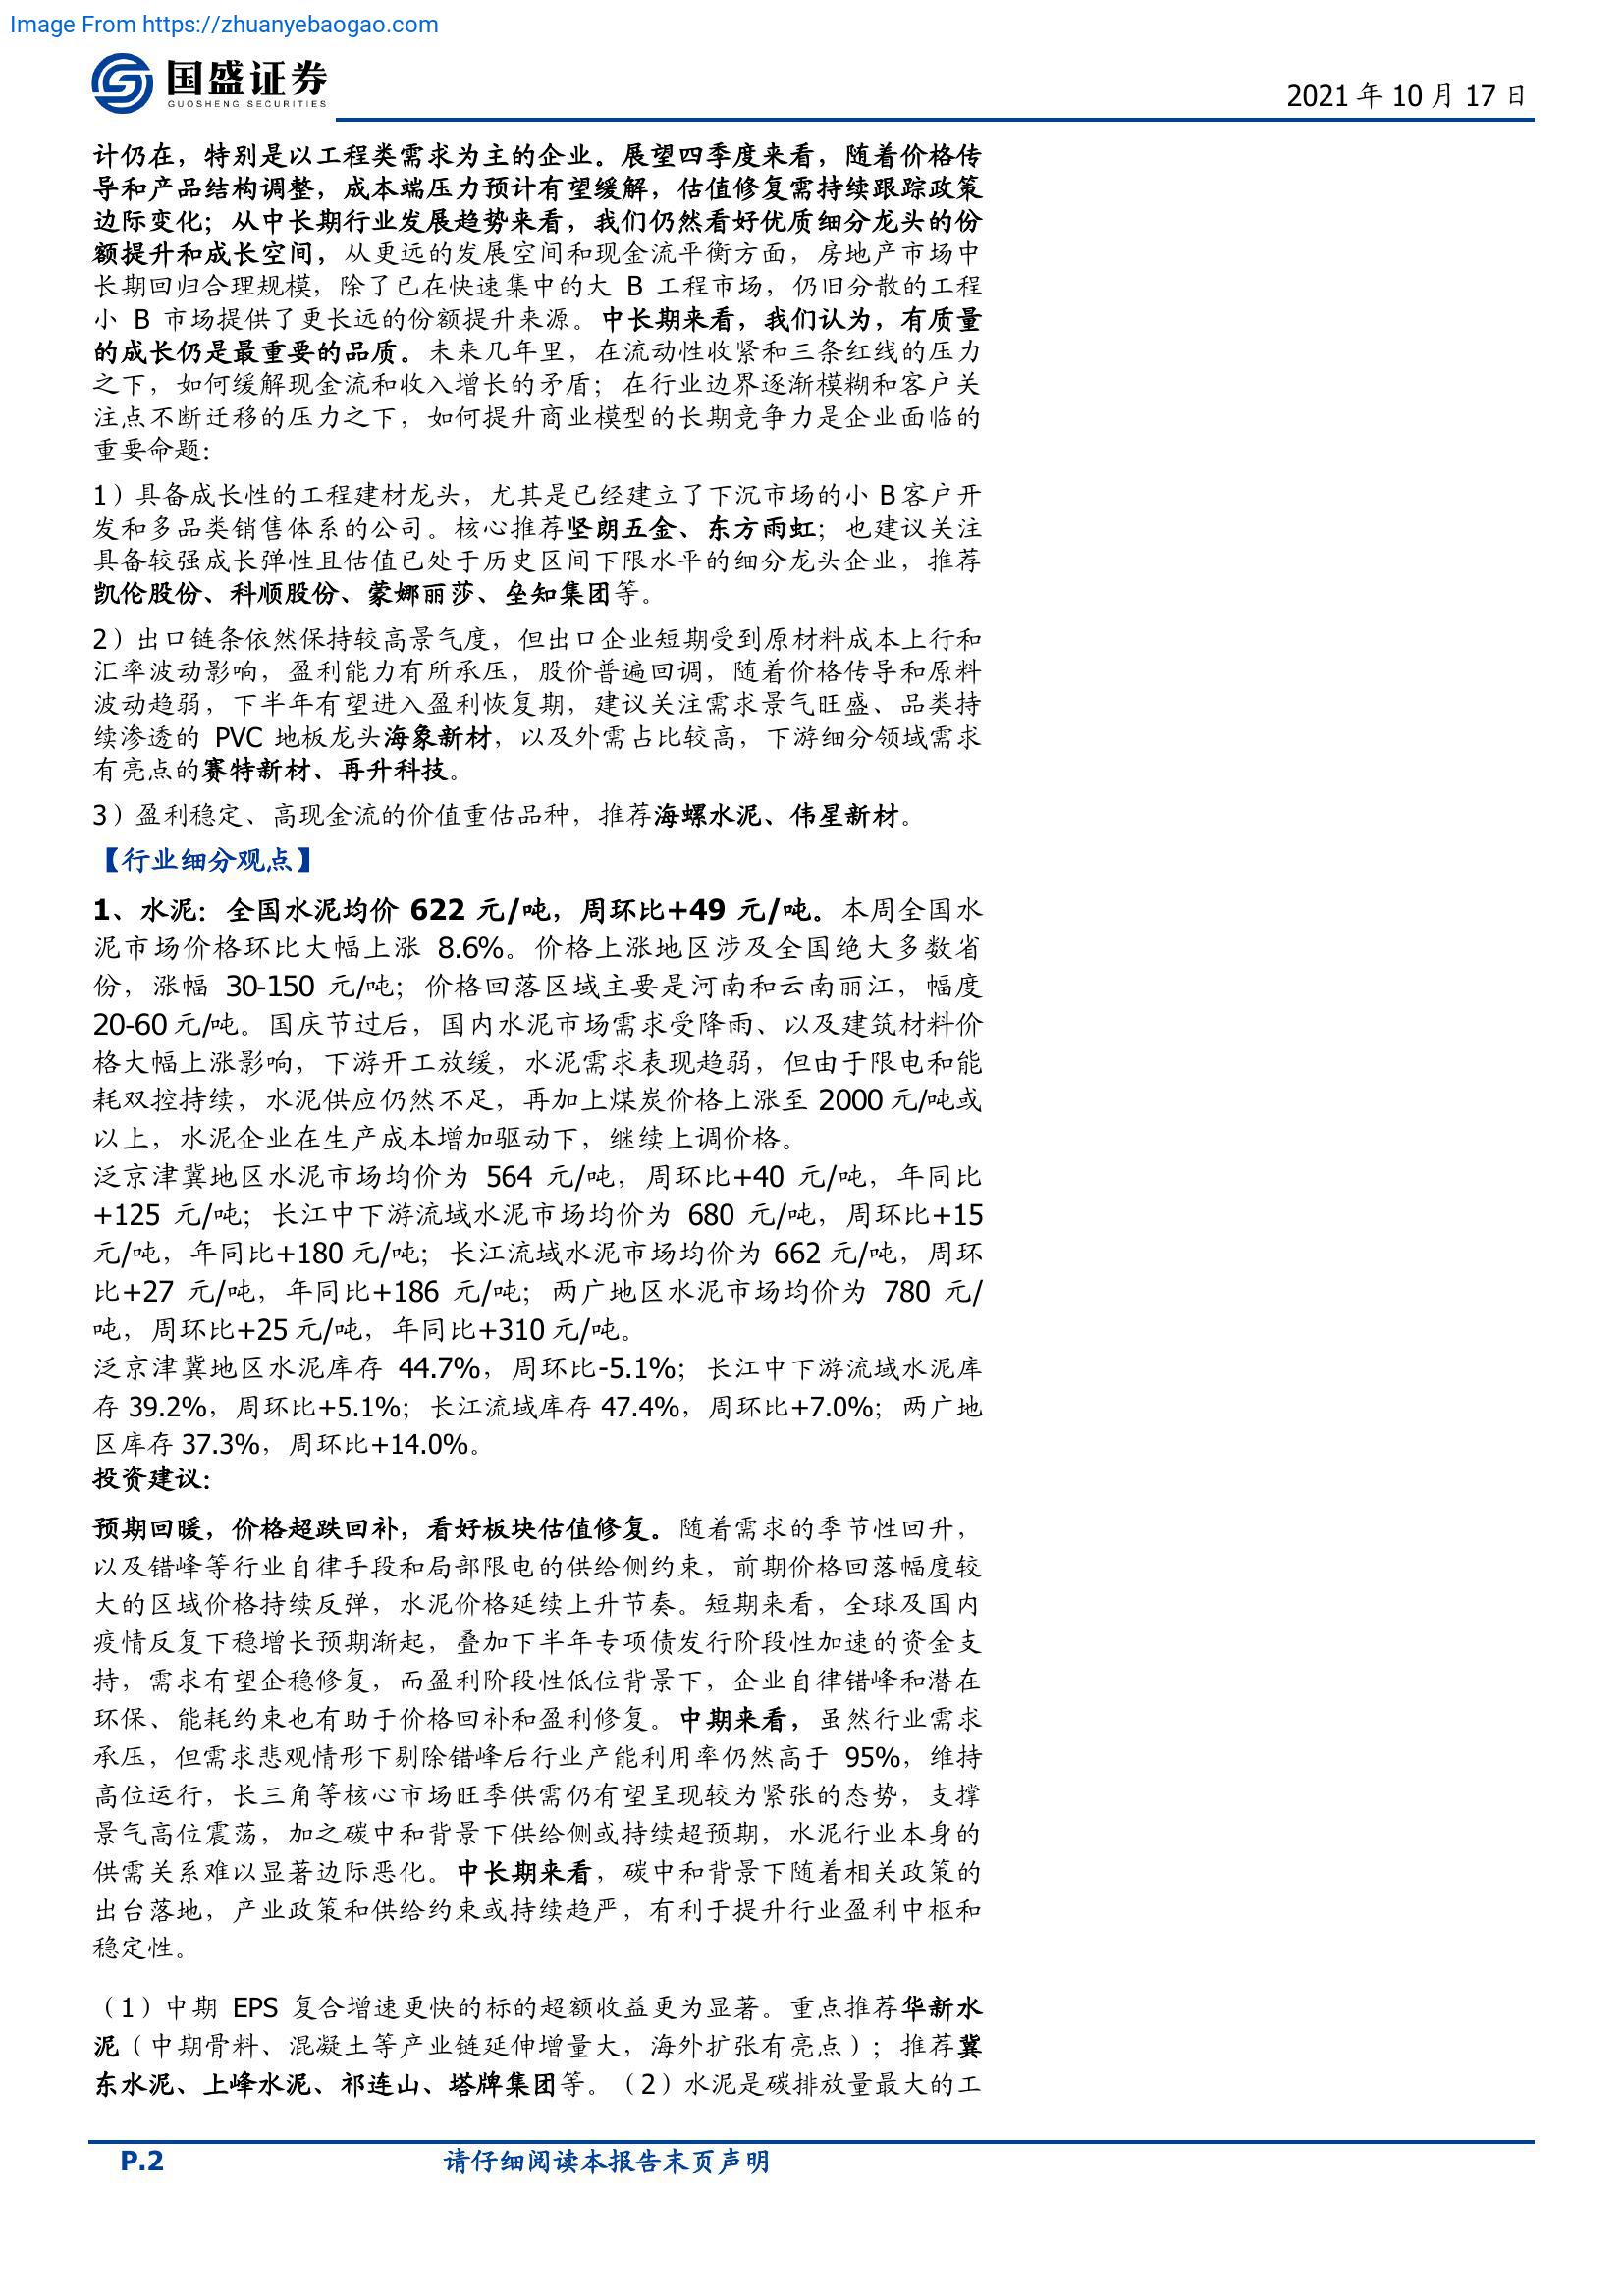 Image From https://zhuanyebaogao.com
国盛证券
GUOSHENG SECURITIES
2021 年 10 月 17 日
计仍在，特别是以工程类需求为主的企业。展望四季度来看，随着价格传
导和产品结构调整，成本端压力预计有望缓解，估值修复需持续跟踪政策
边际变化；从中长期行业发展趋势来看，我们仍然看好优质细分龙头的份
额提升和成长空间，从更远的发展空间和现金流平衡方面，房地产市场中
长期回归合理规模，除了已在快速集中的大 B 工程市场，仍旧分散的工程
小 B 市场提供了更长远的份额提升来源。中长期来看，我们认为，有质量
的成长仍是最重要的品质。未来几年里，在流动性收紧和三条红线的压力
之下，如何缓解现金流和收入增长的矛盾；在行业边界逐渐模糊和客户关
注点不断迁移的压力之下，如何提升商业模型的长期竞争力是企业面临的
重要命题：
1）具备成长性的工程建材龙头，尤其是已经建立了下沉市场的小 B 客户开
发和多品类销售体系的公司。核心推荐坚朗五金、东方雨虹；也建议关注
具备较强成长弹性且估值已处于历史区间下限水平的细分龙头企业，推荐
凯伦股份、科顺股份、蒙娜丽莎、垒知集团等。
2）出口链条依然保持较高景气度，但出口企业短期受到原材料成本上行和
汇率波动影响，盈利能力有所承压，股价普遍回调，随着价格传导和原料
波动趋弱，下半年有望进入盈利恢复期，建议关注需求景气旺盛、品类持
续渗透的 PVC 地板龙头海象新材，以及外需占比较高，下游细分领域需求
有亮点的赛特新材、再升科技。
3）盈利稳定、高现金流的价值重估品种，推荐海螺水泥、伟星新材。
【行业细分观点】
1、水泥：全国水泥均价 622 元/吨，周环比+49 元/吨。本周全国水
泥市场价格环比大幅上涨 8.6%。价格上涨地区涉及全国绝大多数省
份，涨幅 30-150 元/吨；价格回落区域主要是河南和云南丽江，幅度
20-60 元/吨。国庆节过后，国内水泥市场需求受降雨、以及建筑材料价
格大幅上涨影响，下游开工放缓，水泥需求表现趋弱，但由于限电和能
耗双控持续，水泥供应仍然不足，再加上煤炭价格上涨至 2000 元/吨或
以上，水泥企业在生产成本增加驱动下，继续上调价格。
泛京津冀地区水泥市场均价为 564 元/吨，周环比+40 元/吨，年同比
+125 元/吨；长江中下游流域水泥市场均价为 680 元/吨，周环比+15
元/吨，年同比+180 元/吨；长江流域水泥市场均价为 662 元/吨，周环
比+27 元/吨，年同比+186 元/吨；两广地区水泥市场均价为 780 元/
吨，周环比+25 元/吨，年同比+310 元/吨。
泛京津冀地区水泥库存 44.7%，周环比-5.1%；长江中下游流域水泥库
存 39.2%，周环比+5.1%；长江流域库存 47.4%，周环比+7.0%；两广地
区库存 37.3%，周环比+14.0%。
投资建议：
预期回暖，价格超跌回补，看好板块估值修复。随着需求的季节性回升，
以及错峰等行业自律手段和局部限电的供给侧约束，前期价格回落幅度较
大的区域价格持续反弹，水泥价格延续上升节奏。短期来看，全球及国内
疫情反复下稳增长预期渐起，叠加下半年专项债发行阶段性加速的资金支
持，需求有望企稳修复，而盈利阶段性低位背景下，企业自律错峰和潜在
环保、能耗约束也有助于价格回补和盈利修复。中期来看，虽然行业需求
承压，但需求悲观情形下剔除错峰后行业产能利用率仍然高于 95%，维持
高位运行，长三角等核心市场旺季供需仍有望呈现较为紧张的态势，支撑
景气高位震荡，加之碳中和背景下供给侧或持续超预期，水泥行业本身的
供需关系难以显著边际恶化。中长期来看，碳中和背景下随着相关政策的
出台落地，产业政策和供给约束或持续趋严，有利于提升行业盈利中枢和
稳定性。
（1）中期 EPS 复合增速更快的标的超额收益更为显著。重点推荐华新水
泥（中期骨料、混凝土等产业链延伸增量大，海外扩张有亮点）；推荐冀
东水泥、上峰水泥、祁连山、塔牌集团等。（2）水泥是碳排放量最大的工
P.2
请仔细阅读本报告末页声明